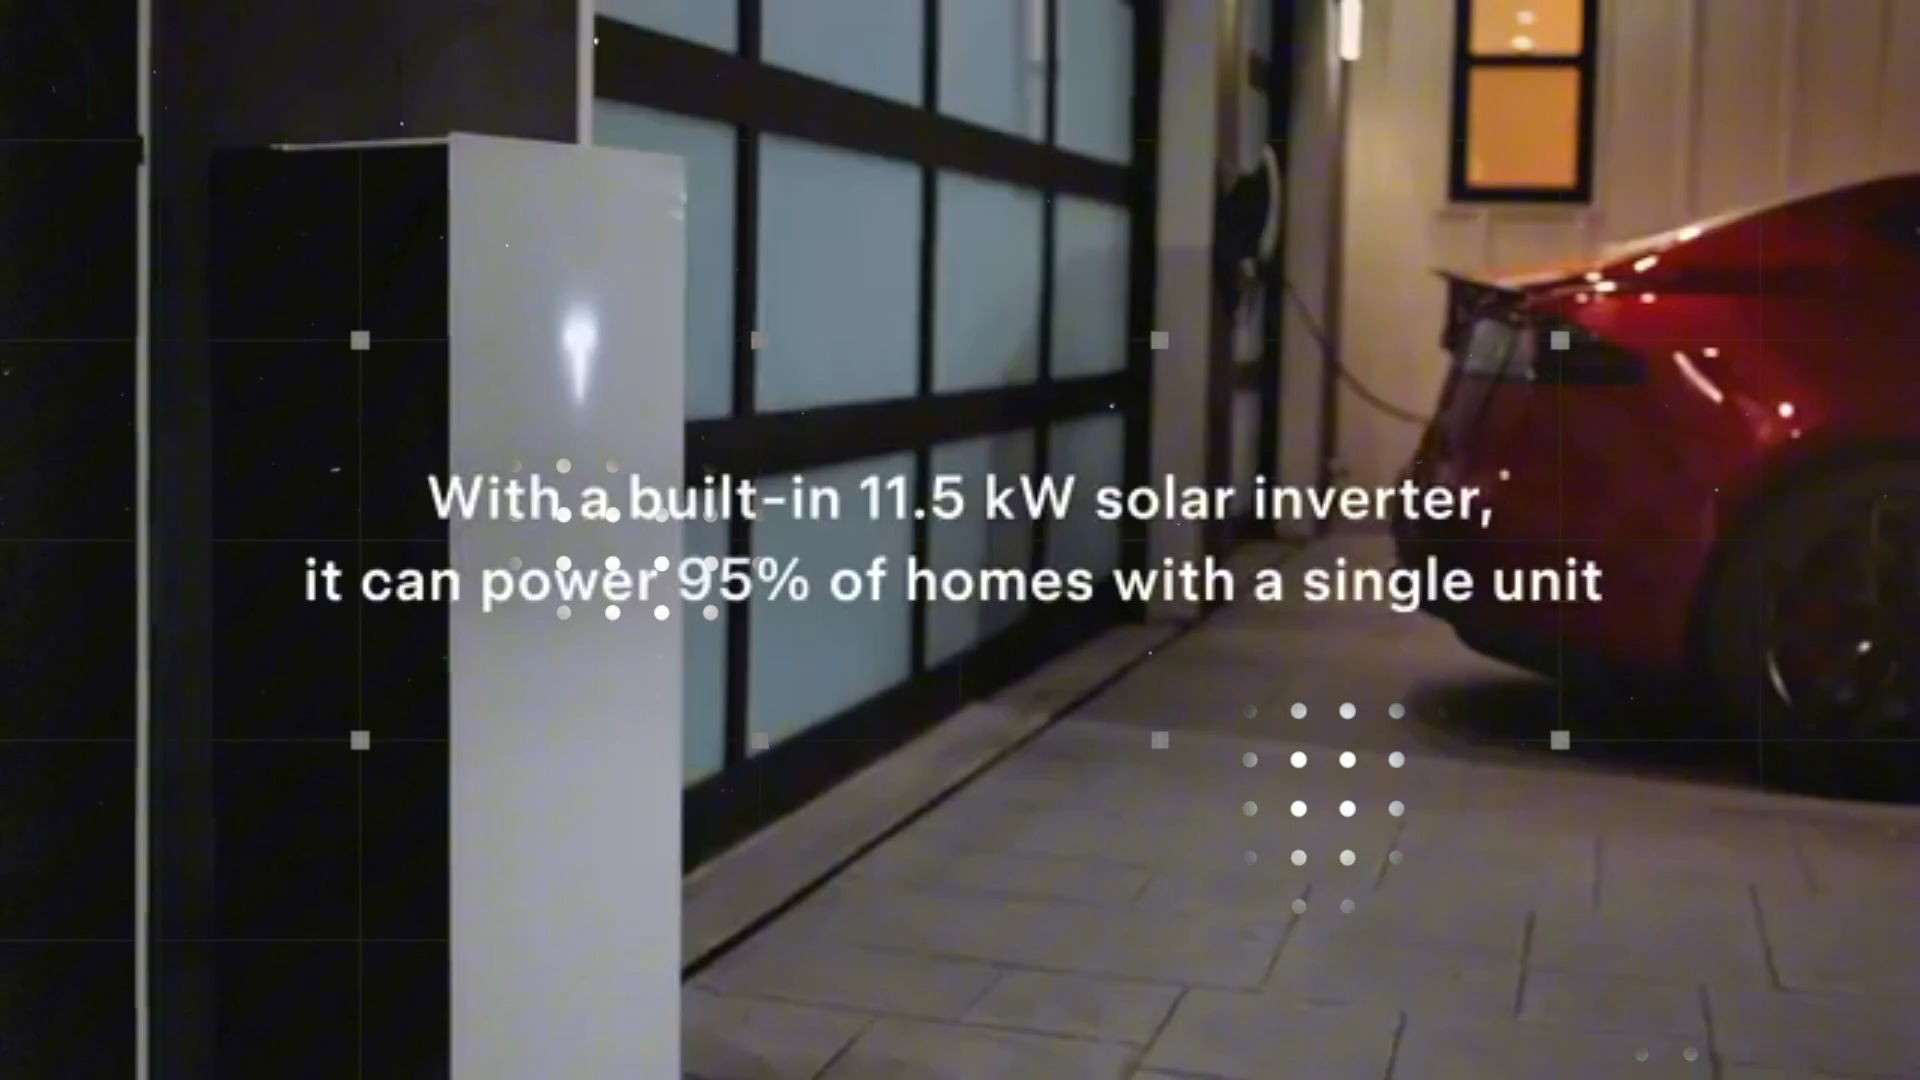 With a built-in 11.5 kW solar inverter,
it can power 95% of homes with a single unit